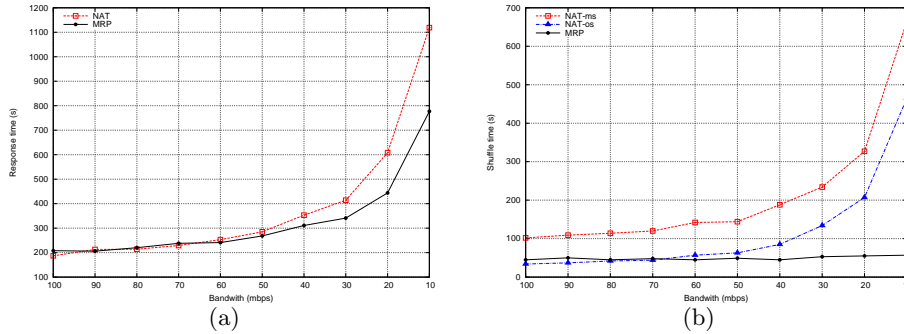 1200
1100
1000
900
800
700
600
500
400
300
200
100
100 90 80 70 60 50 40 30 20 10
Response time (s)
Bandwith (mbps)
NAT
MRP
(a)
700
600
500
400
300
200
100
0
100 90 80 70 60 50 40 30 20
Shuffle time (s)
Bandwith (mbps)
NAT-ms
NAT-os
MRP
(b)